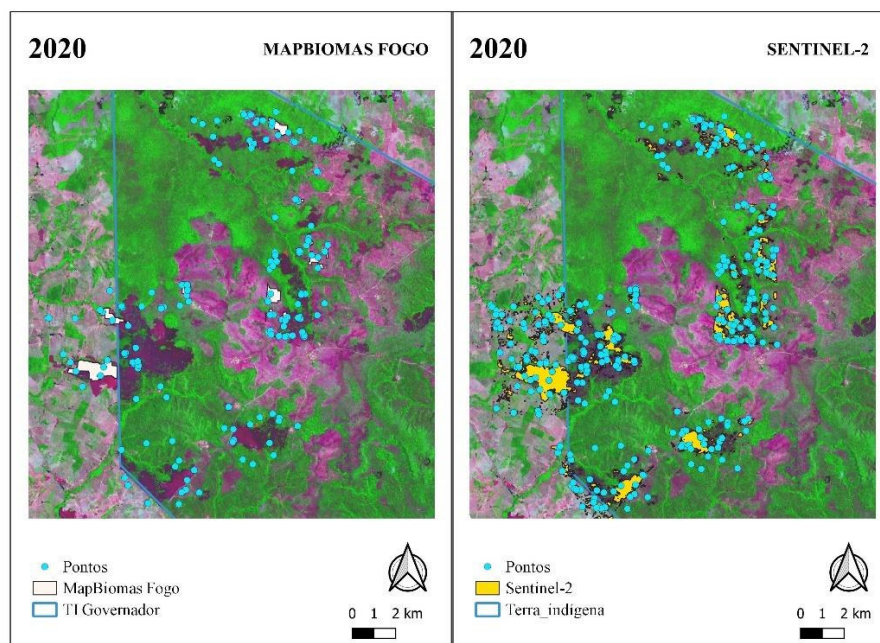 2020 MAPBIOMAS FOGO
Pontos
MapBiomas Fogo
TI Governador
0 1 2 km
2020 SENTINEL-2
Pontos
Sentinel-2
Terra_indígena
0 1 2 km